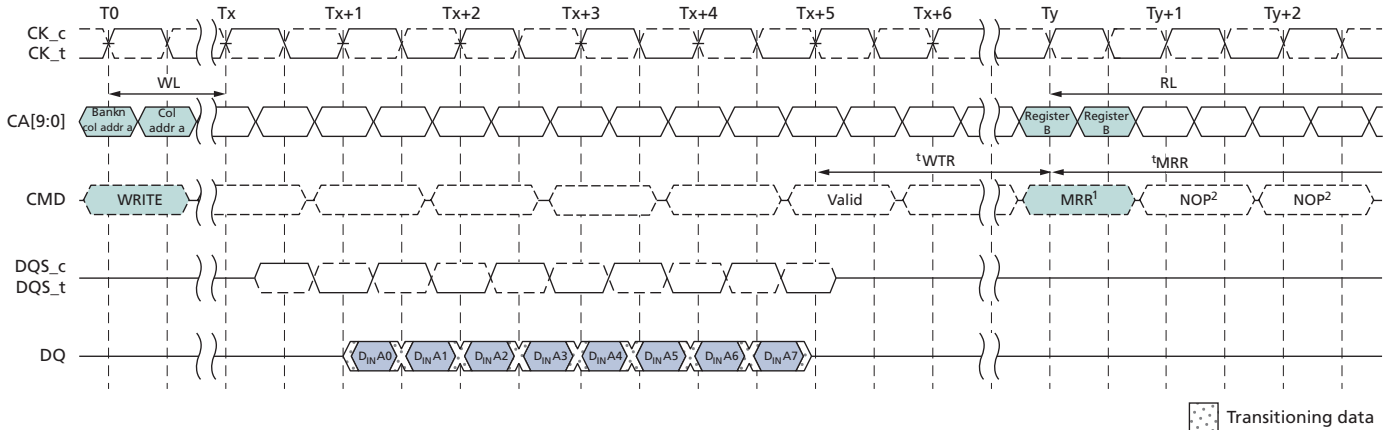 T0 Tx Tx+1 Tx+2 Tx+3 Tx+4 Tx+5 Tx+6 Ty Ty+1 Ty+2
CK_c
CK_t
WL
RL
CA[9:0]
Bankn
col addr a
Col
addr a
Register
B
Register
B
tWTR
tMRR
CMD
WRITE
Valid
MRR1
NOP2
NOP2
DQS_c
DQS_t
DQ
DINA0 DINA1 DINA2 DINA3 DINA4 DINA5 DINA6 DINA7
Transitioning data